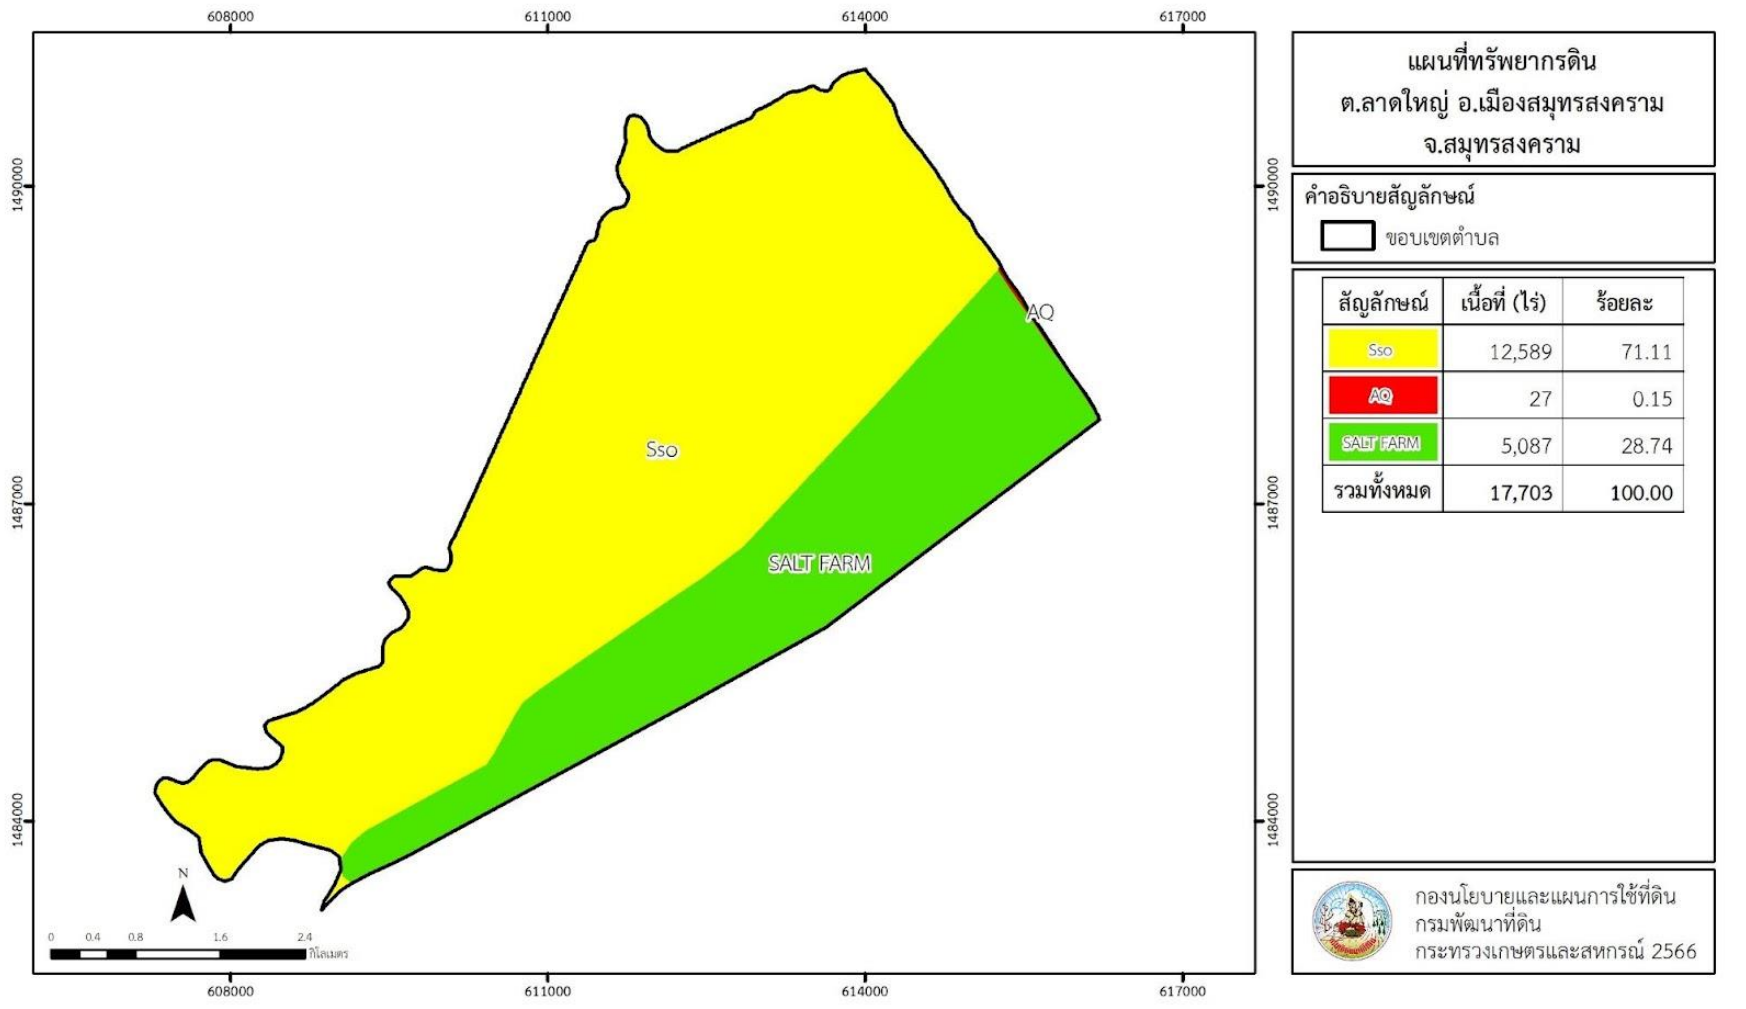 608000 611000 614000 617000
1490000 1490000
1487000 1487000
1484000 1484000
AQ
Sso
SALT FARM
N
0 0.4 0.8 1.6 2.4
กิโลเมตร
608000 611000 614000 617000
แผนที่ทรัพยากรดิน
ต.ลาดใหญ่ อ.เมืองสมุทรสงคราม
จ.สมุทรสงคราม
คำอธิบายสัญลักษณ์
ขอบเขตตำบล
สัญลักษณ์ เนื้อที่ (ไร่) ร้อยละ
Sso 12,589 71.11
AQ 27 0.15
SALT FARM 5,087 28.74
รวมทั้งหมด 17,703 100.00
กองนโยบายและแผนการใช้ที่ดิน
กรมพัฒนาที่ดิน
กระทรวงเกษตรและสหกรณ์ 2566